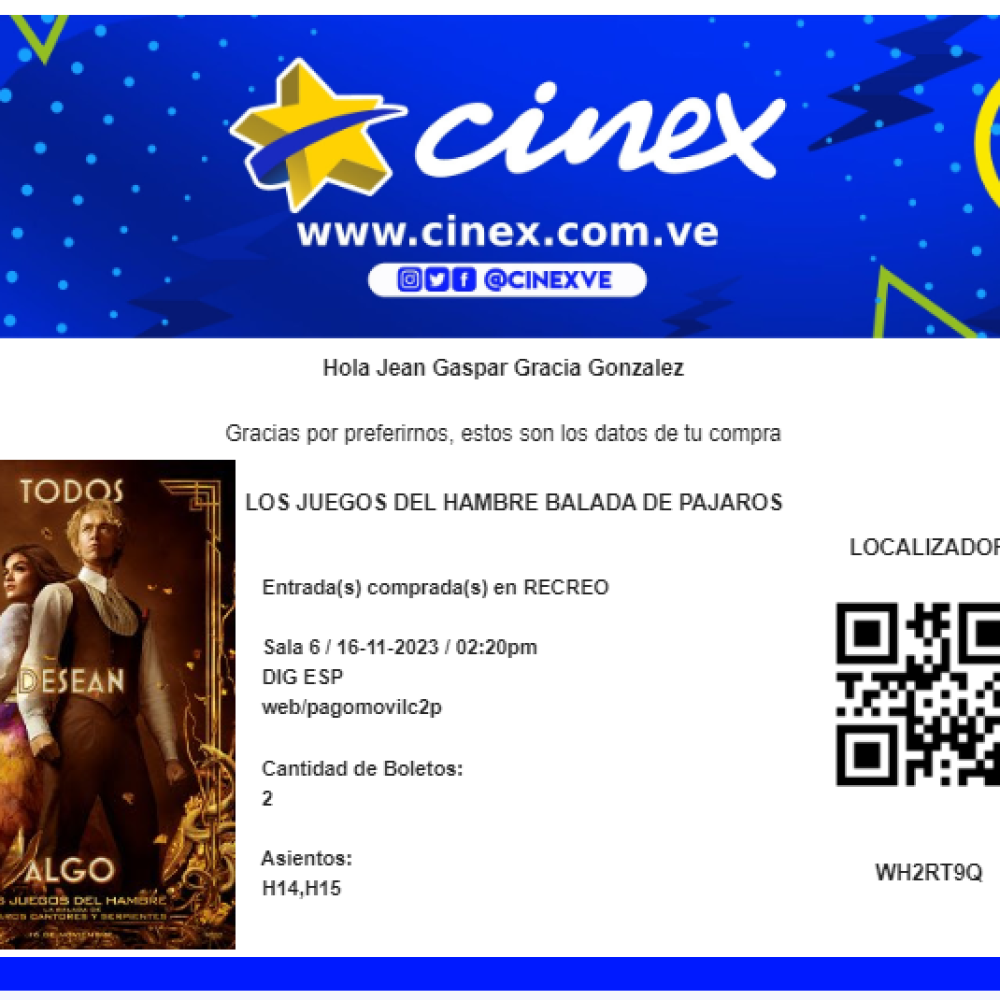 cinex
www.cinex.com.ve
@CINEXVE
Hola Jean Gaspar Gracia Gonzalez
Gracias por preferirnos, estos son los datos de tu compra
TODOS
DESEAN
ALGO
S JUEGOS DEL HAMBRE
LA BALADA DE
AROS CANTORES Y SERPIENTES
16 DE NOVIEMBRE
LOS JUEGOS DEL HAMBRE BALADA DE PAJAROS
Entrada(s) comprada(s) en RECREO
Sala 6 / 16-11-2023 / 02:20pm
DIG ESP
web/pagomovilc2p
Cantidad de Boletos:
2
Asientos:
H14,H15
LOCALIZADOR
WH2RT9Q